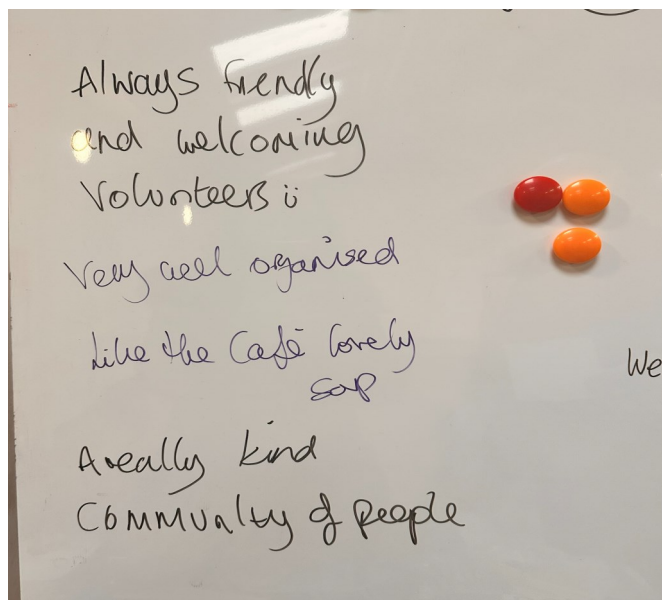 Always friendly
and welcoming
Volunteers ü
Very well organised
Like the Café lovely
soup
A really kind
Community of people
We